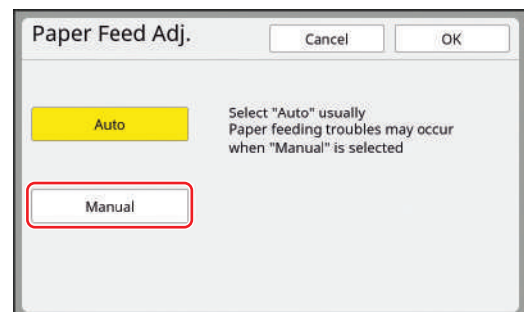 Paper Feed Adj.
Cancel
OK
Auto
Select "Auto" usually
Paper feeding troubles may occur
when "Manual" is selected
Manual